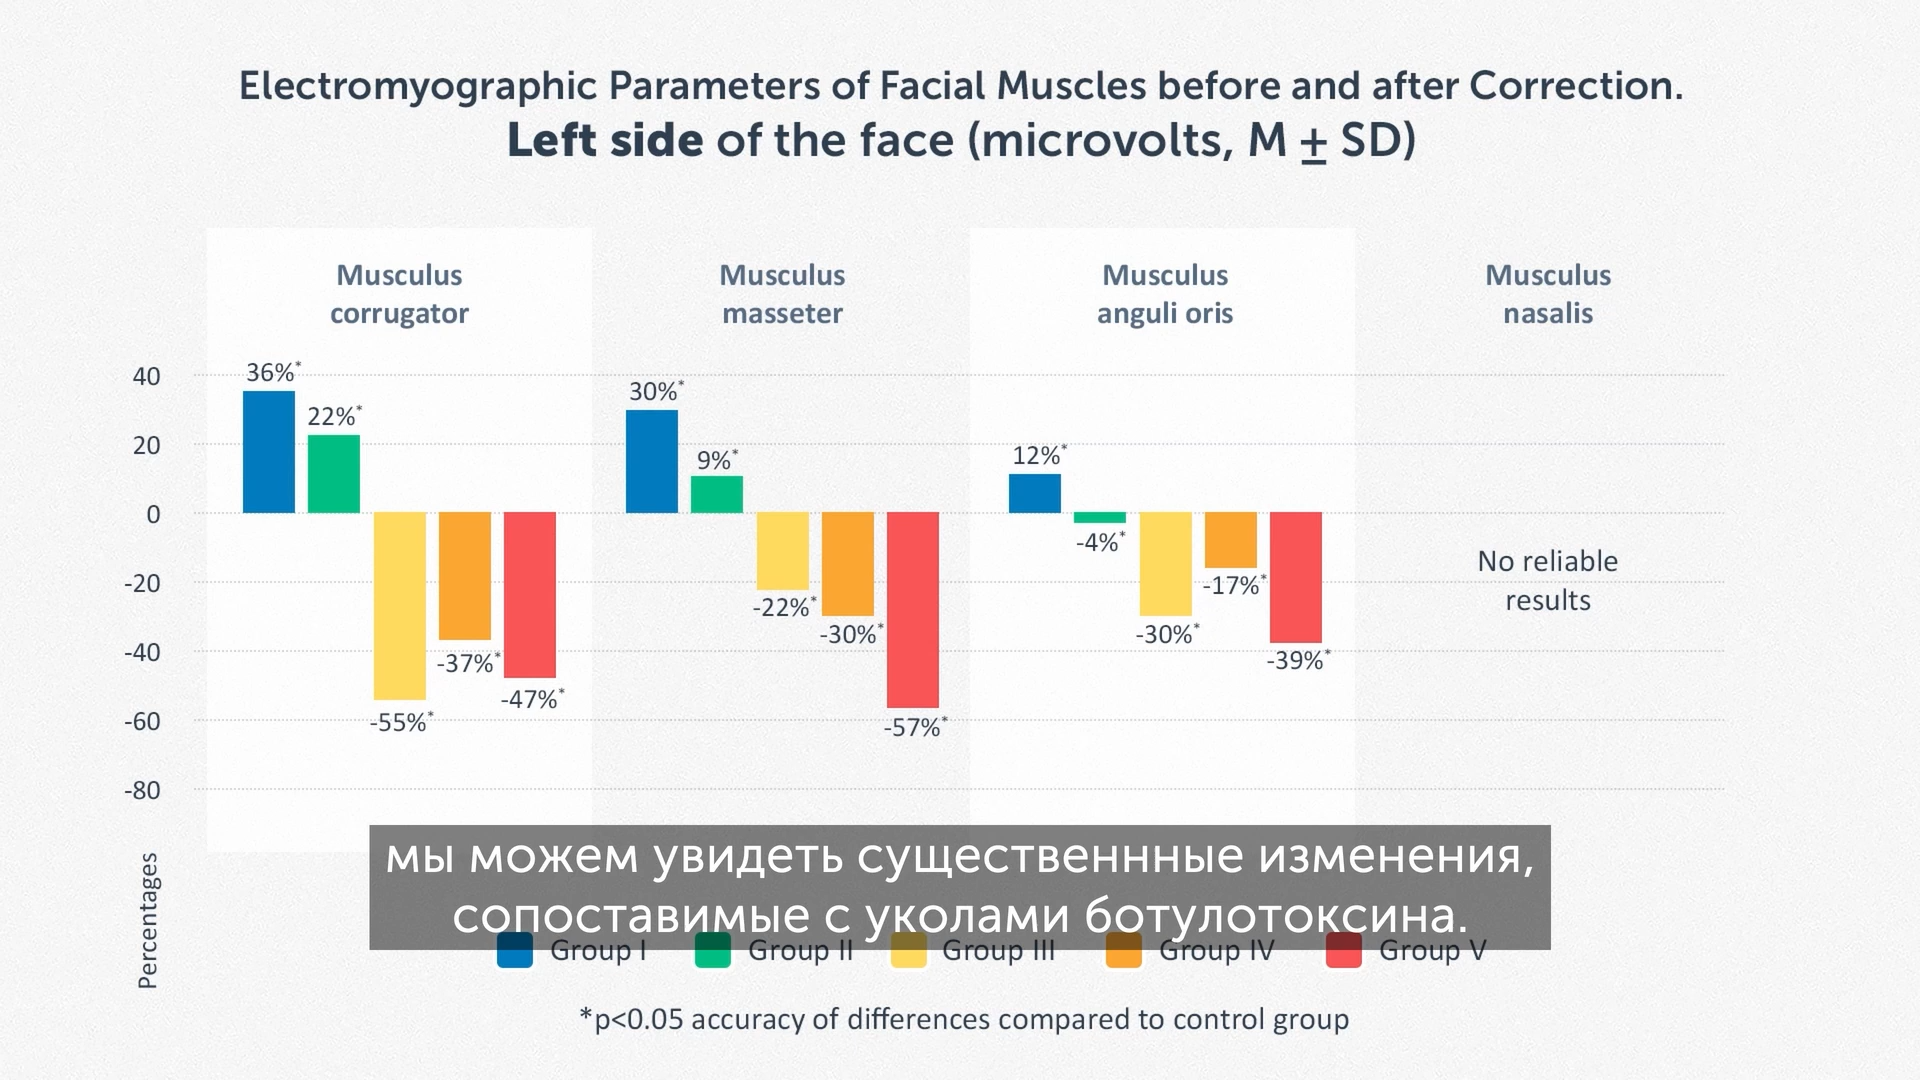 Electromyographic Parameters of Facial Muscles before and after Correction.
Left side of the face (microvolts, M ± SD)
Musculus
corrugator
Musculus
masseter
Musculus
anguli oris
Musculus
nasalis
40
20
0
-20
-40
-60
-80
Percentages
36%*
22%*
-55%*
-37%*
-47%*
30%*
9%*
-22%*
-30%*
-57%*
12%*
-4%*
-30%*
-17%*
-39%*
No reliable
results
мы можем увидеть существеннные изменения,
сопоставимые с уколами ботулотоксина.
Group I Group II Group III Group IV Group V
*p<0.05 accuracy of differences compared to control group